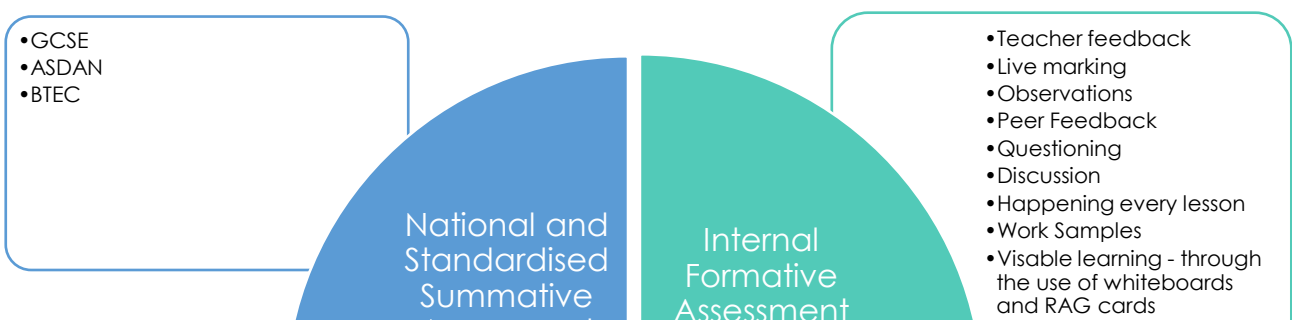 •GCSE
•ASDAN
•BTEC
National and
Standardised
Summative
Internal
Formative
Assessment
•Teacher feedback
•Live marking
•Observations
•Peer Feedback
•Questioning
•Discussion
•Happening every lesson
•Work Samples
•Visable learning - through
the use of whiteboards
and RAG cards